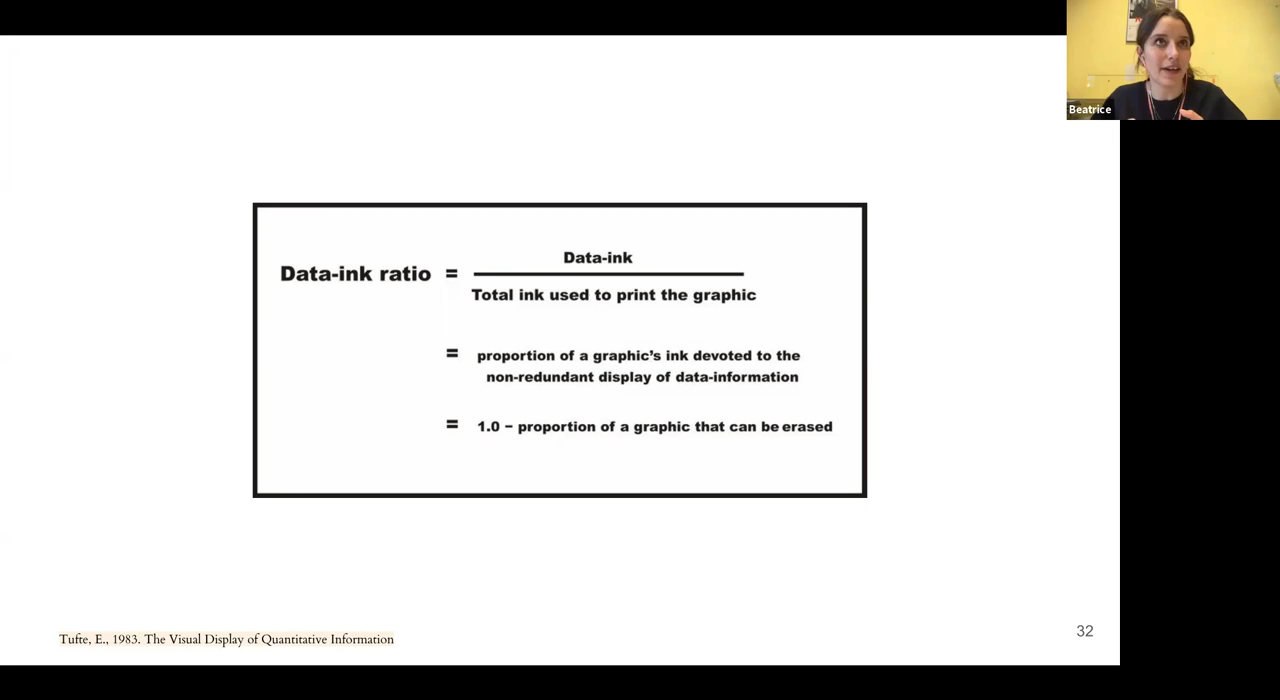 Beatrice
Data-ink ratio =
Data-ink
Total ink used to print the graphic
= proportion of a graphic's ink devoted to the
non-redundant display of data-information
= 1.0 − proportion of a graphic that can be erased
Tufte, E., 1983. The Visual Display of Quantitative Information
32